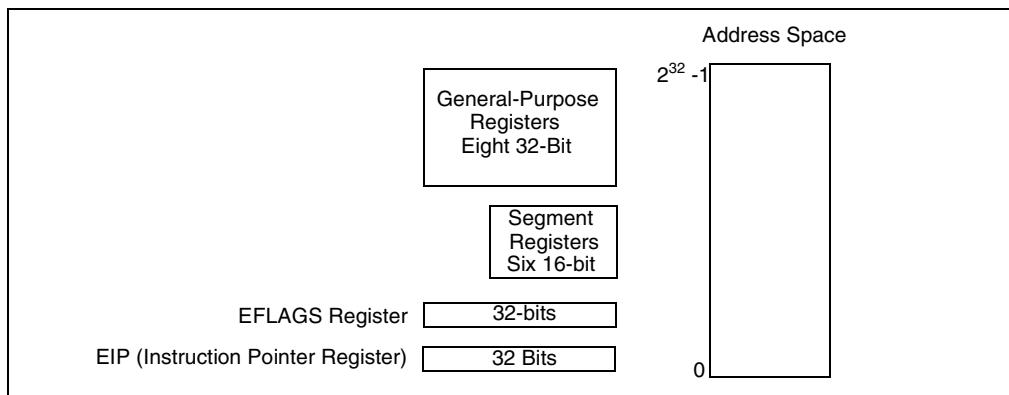 Address Space
2³² -1
General-Purpose
Registers
Eight 32-Bit
Segment
Registers
Six 16-bit
EFLAGS Register
32-bits
EIP (Instruction Pointer Register)
32 Bits
0